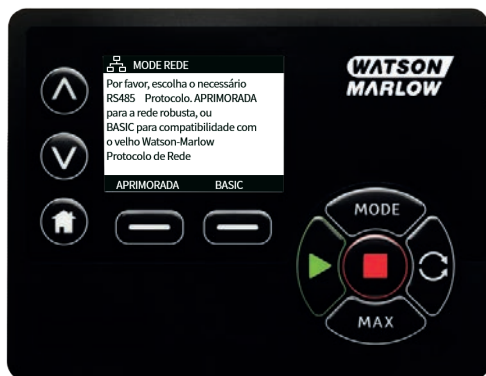 MODE REDE
Por favor, escolha o necessário
RS485 Protocolo. APRIMORADA
para a rede robusta, ou
BASIC para compatibilidade com
o velho Watson-Marlow
Protocolo de Rede
APRIMORADA BASIC
WATSON
MARLOW
MODE
MAX